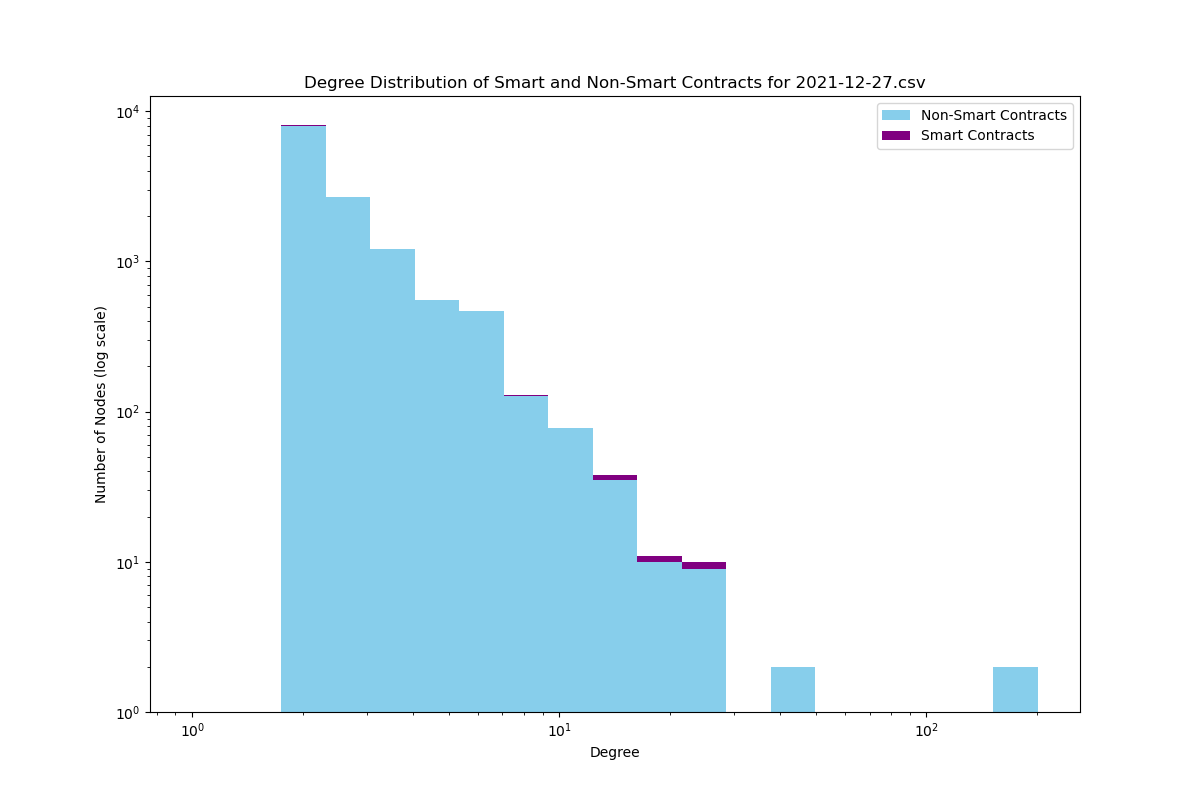 Degree Distribution of Smart and Non-Smart Contracts for 2021-12-27.csv
Non-Smart Contracts
Smart Contracts
Number of Nodes (log scale)
10⁴
10³
10²
10¹
10⁰
10⁰ 10¹ 10²
Degree